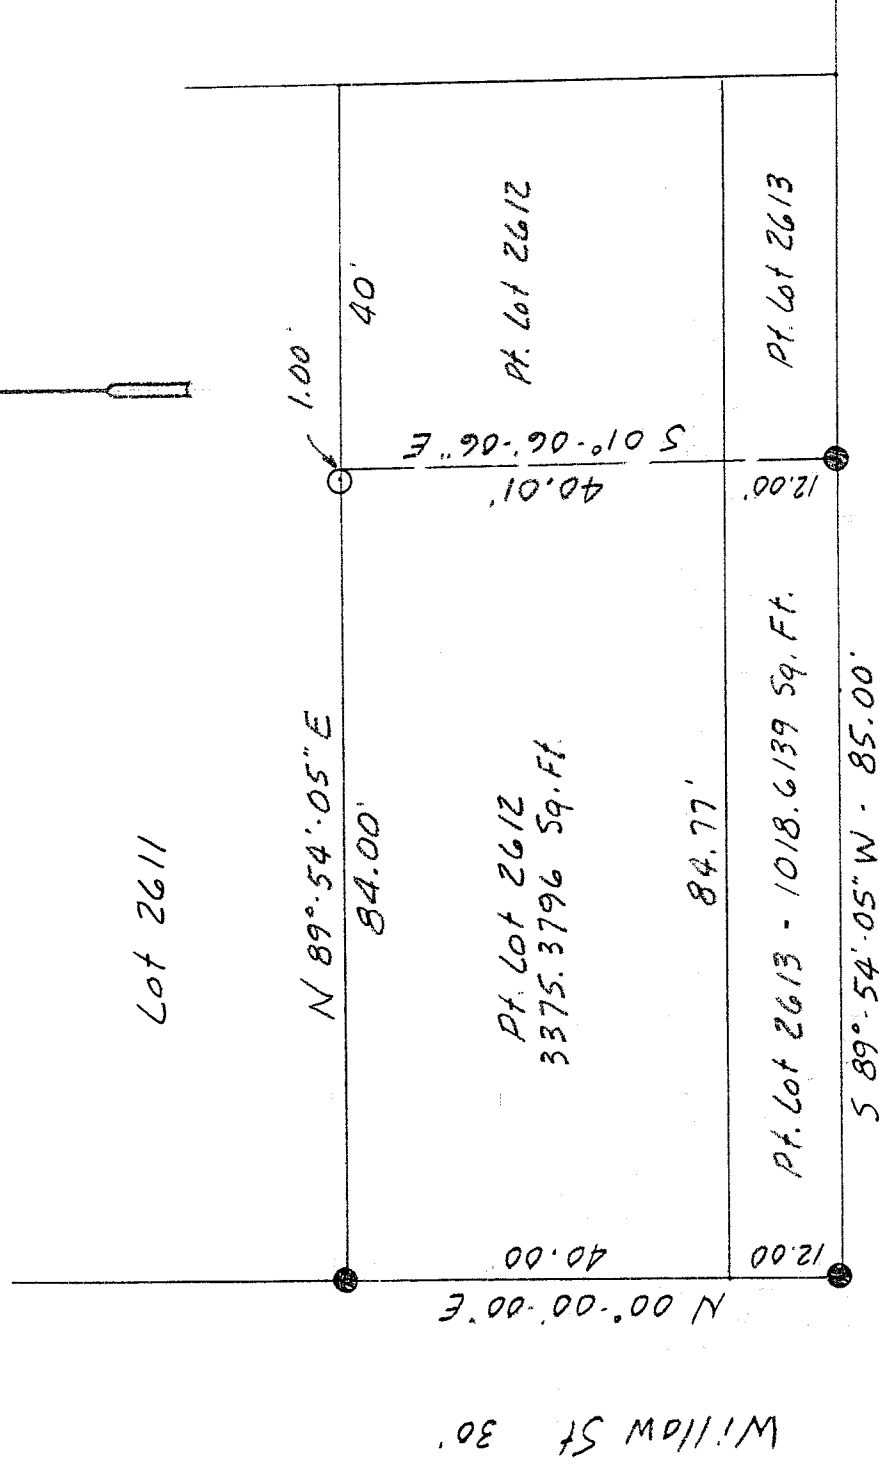 Lot 2611
N 89°-54'-05" E
84.00'
1.00'
40'
Pt. Lot 2612
3375.3796 Sq. Ft.
Pt. Lot 2612
S 01°-06'-06" E
40.01'
12.00'
84.77'
Pt. Lot 2613 - 1018.6139 Sq. Ft.
Pt. Lot 2613
S 89°-54'-05" W - 85.00'
40.00
12.00
N 00°-00'-00" E
Willow St 30'